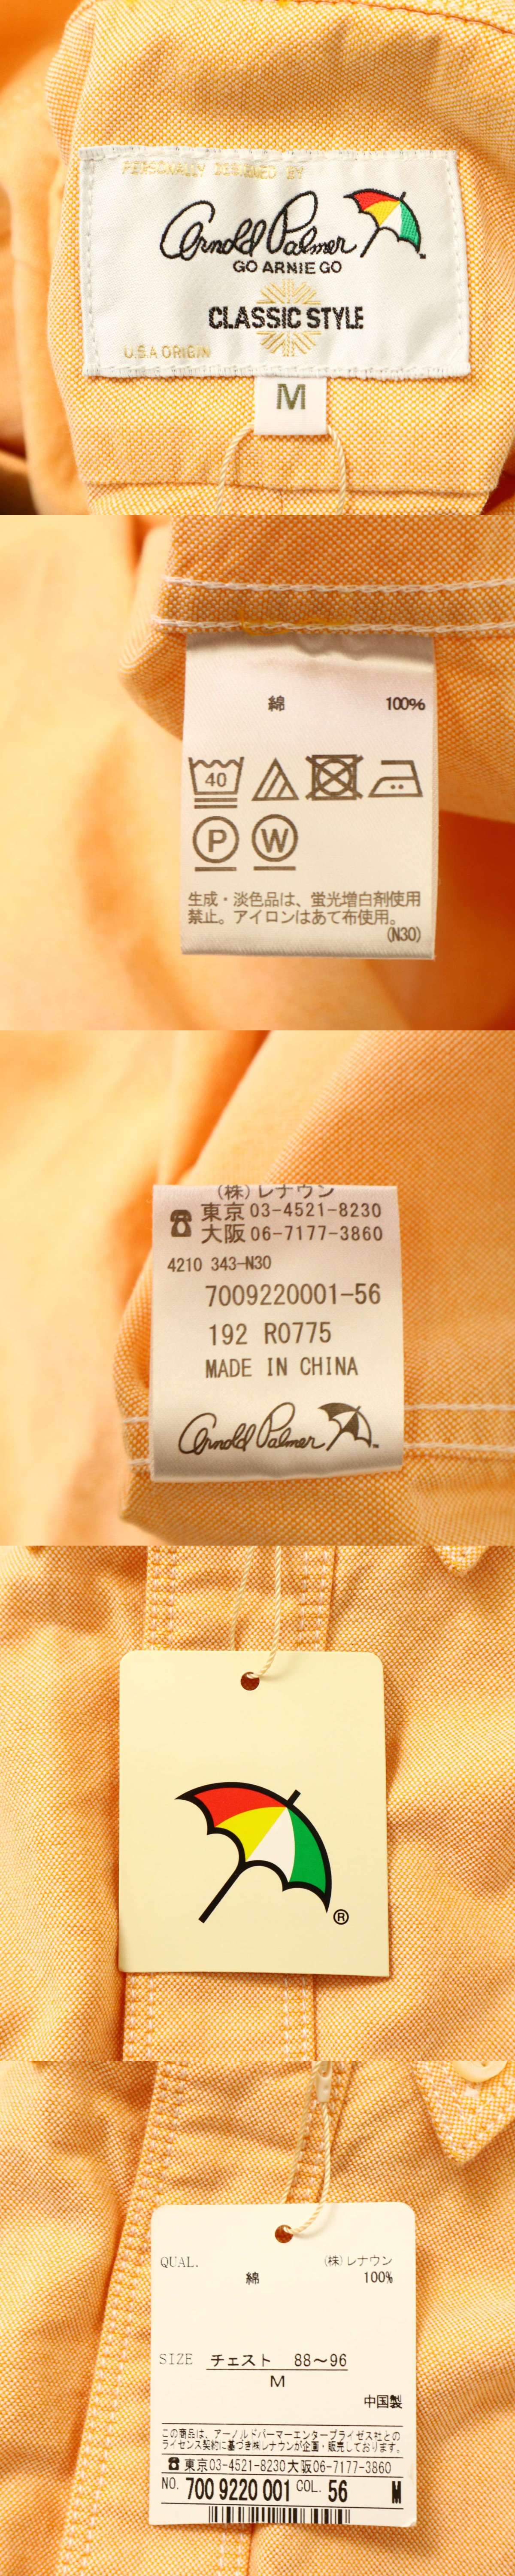 PERSONALLY DESIGNED BY
Arnold Palmer
GO ARNIE GO
CLASSIC STYLE
U.S.A ORIGIN
M
綿 100%
40
P W
生成・淡色品は、蛍光増白剤使用
禁止。アイロンはあて布使用。
(N30)
(株)レナウン
☎ 東京 03-4521-8230
大阪 06-7177-3860
4210 343-N30
7009220001-56
192 R0775
MADE IN CHINA
Arnold Palmer
®
QUAL. (株)レナウン
綿 100%
SIZE チェスト 88〜96
M
中国製
この商品は、アーノルドパーマーエンタープライゼス社との
ライセンス契約に基づき㈱レナウンが企画・販売しております。
☎東京03-4521-8230大阪06-7177-3860
NO. 700 9220 001 COL. 56 M